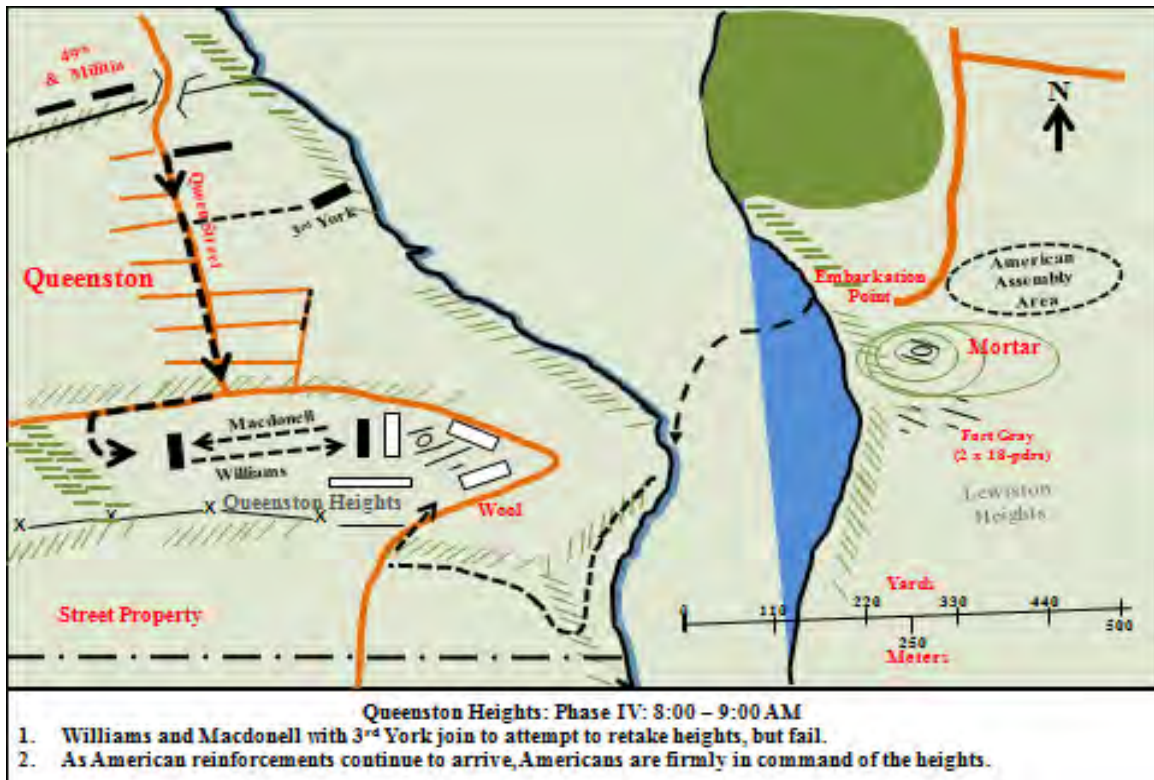 49th
& Militia
Queen Street
3rd York
Queenston
N
American
Assembly
Area
Embarkation
Point
Mortar
Fort Gray
(2 x 18-pdrs)
Lewiston
Heights
Macdonell
Williams
Queenston Heights
Wool
X X X X
Street Property
Yards
0 110 220 330 440 500
250
Meters
Queenston Heights: Phase IV: 8:00 – 9:00 AM
1. Williams and Macdonell with 3rd York join to attempt to retake heights, but fail.
2. As American reinforcements continue to arrive, Americans are firmly in command of the heights.